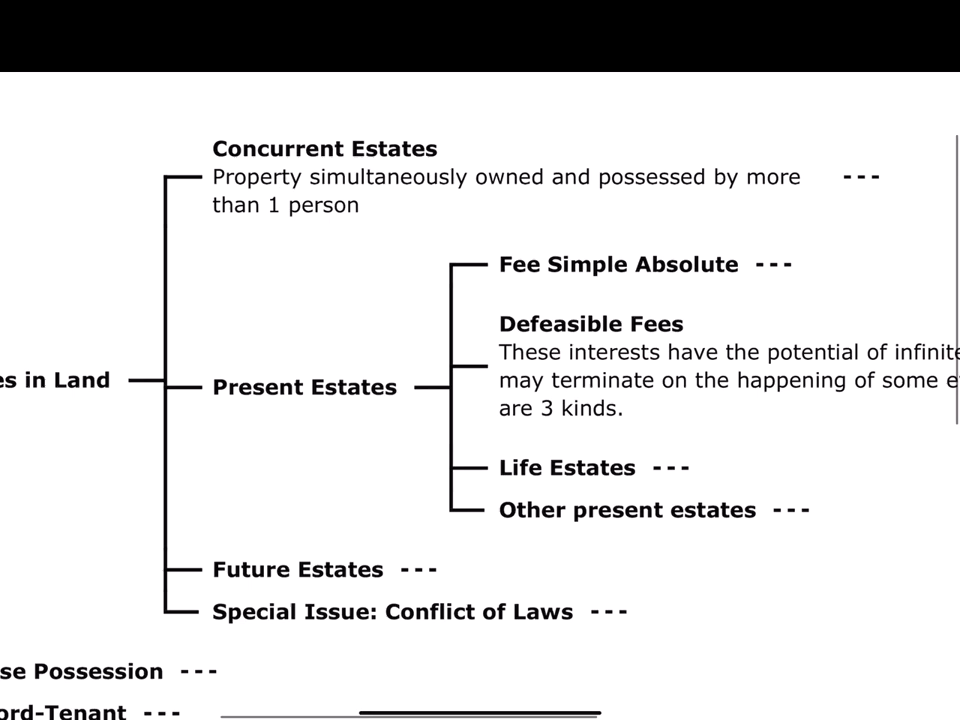 Concurrent Estates
Property simultaneously owned and possessed by more ---
than 1 person
Fee Simple Absolute ---
Defeasible Fees
These interests have the potential of infinite
es in Land
Present Estates
may terminate on the happening of some e
are 3 kinds.
Life Estates ---
Other present estates ---
Future Estates ---
Special Issue: Conflict of Laws ---
se Possession ---
ord-Tenant ---